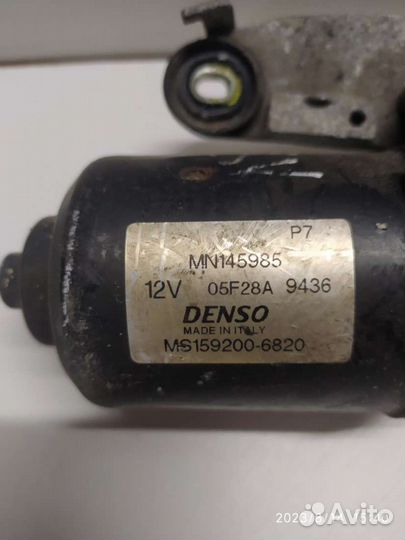 P7
MN145985
12V 05F28A 9436
DENSO
MADE IN ITALY
MS159200-6820
Avito